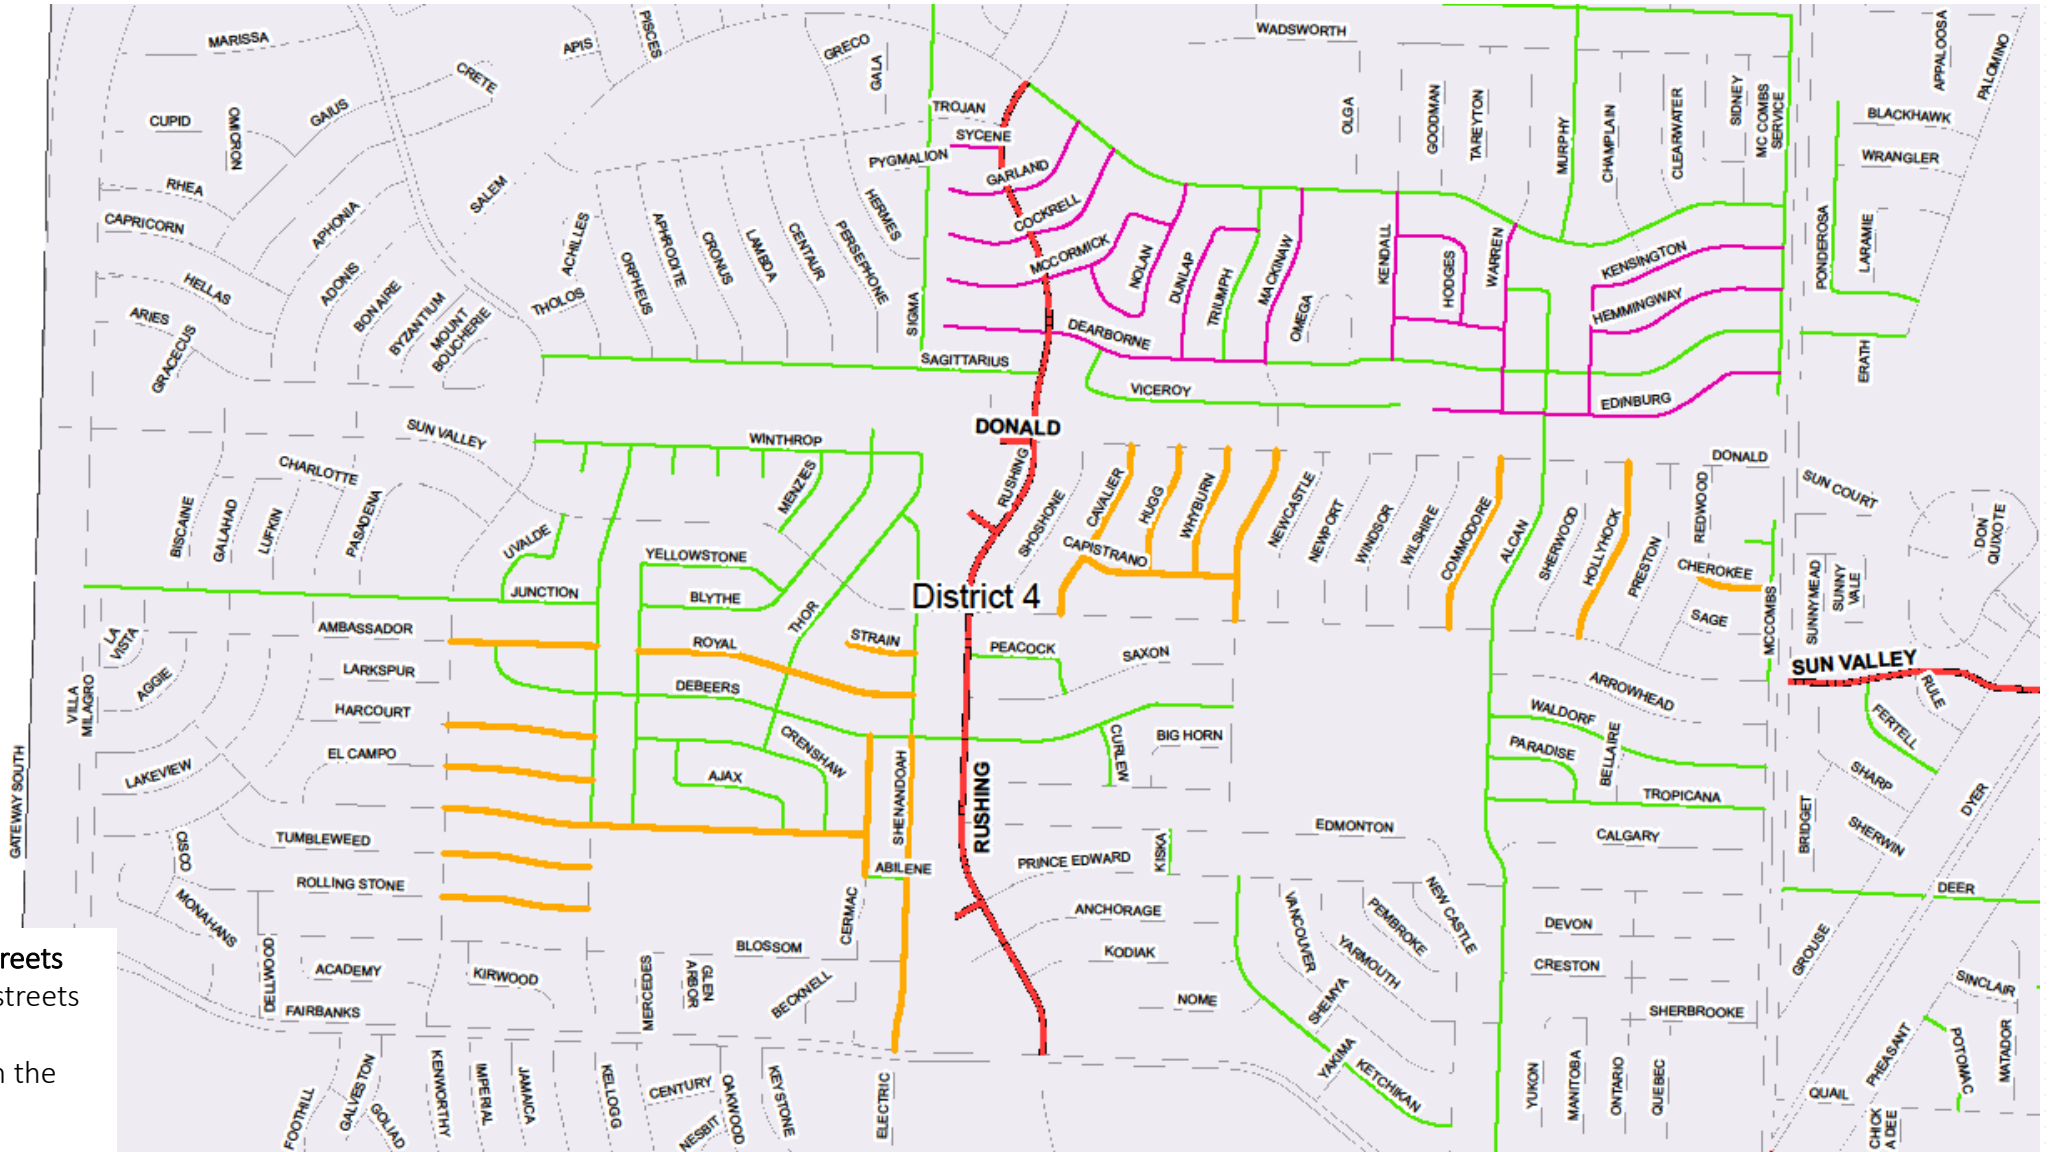 MARISSA
APIS
PISCES
GRECO
GALA
WADSWORTH
APPALOOSA
PALOMINO
CRETE
GAIUS
CUPID
OMICRON
TROJAN
SYCENE
PYGMALION
GARLAND
OLGA
GOODMAN
TAREYTON
MURPHY
CHAMPLAIN
CLEARWATER
SIDNEY
MC COMBS
SERVICE
BLACKHAWK
WRANGLER
RHEA
CAPRICORN
APHONIA
SALEM
ACHILLES
ORPHEUS
APHRODITE
CRONUS
LAMBDA
CENTAUR
PERSEPHONE
HERMES
COCKRELL
MCCORMICK
NOLAN
DUNLAP
TRIUMPH
MACKINAW
OMEGA
KENDALL
HODGES
WARREN
KENSINGTON
HEMMINGWAY
PONDEROSA
LARAMIE
HELLAS
ADONIS
BONAIRE
BYZANTIUM
MOUNT
BOUCHERIE
THOLOS
SIGMA
ARIES
GRACECUS
DEARBORNE
SAGITTARIUS
VICEROY
EDINBURG
ERATH
SUN VALLEY
WINTHROP
DONALD
RUSHING
DONALD
SUN COURT
CHARLOTTE
BISCAINE
GALAHAD
LUFKIN
PASADENA
MENZIES
UVALDE
SHOSHONE
CAVALIER
HUGG
WHYBURN
CAPISTRANO
NEWCASTLE
NEWPORT
WINDSOR
WILSHIRE
COMMODORE
ALCAN
SHERWOOD
HOLLYHOCK
PRESTON
REDWOOD
CHEROKEE
SAGE
MCCOMBS
SUNNYMEAD
SUNNY
VALE
DON
QUIXOTE
YELLOWSTONE
BLYTHE
JUNCTION
THOR
District 4
LA
VISTA
AMBASSADOR
ROYAL
STRAIN
PEACOCK
SAXON
LARKSPUR
AGGIE
VILLA
MILAGRO
DEBEERS
ARROWHEAD
SUN VALLEY
RULE
FERTELL
HARCOURT
WALDORF
BELLAIRE
PARADISE
EL CAMPO
CRENSHAW
CURLEW
BIG HORN
GATEWAY SOUTH
LAKEVIEW
AJAX
SHENANDOAH
RUSHING
TROPICANA
SHARP
DYER
BRIDGET
SHERWIN
CISCO
TUMBLEWEED
EDMONTON
CALGARY
PRINCE EDWARD
KISKA
ABILENE
ROLLING STONE
DEER
MONAHANS
CERMAC
ANCHORAGE
VANCOUVER
PEMBROKE
NEW CASTLE
DEVON
BLOSSOM
KODIAK
YARMOUTH
CRESTON
GROUSE
DELTWOOD
ACADEMY
KIRWOOD
MERCEDES
GLEN
ARBOR
BECKNELL
NOME
SHEMYA
SINCLAIR
FAIRBANKS
SHERBROOKE
YAKIMA
KETCHIKAN
PHEASANT
POTOMAC
MATADOR
FOOTHILL
GALVESTON
GOLIAD
KENWORTHY
IMPERIAL
JAMAICA
KELLOGG
CENTURY
NESBIT
OAKWOOD
KEYSTONE
ELECTRIC
YUKON
MANITOBA
ONTARIO
QUEBEC
QUAIL
CHICK
A DEE
reets
streets
n the